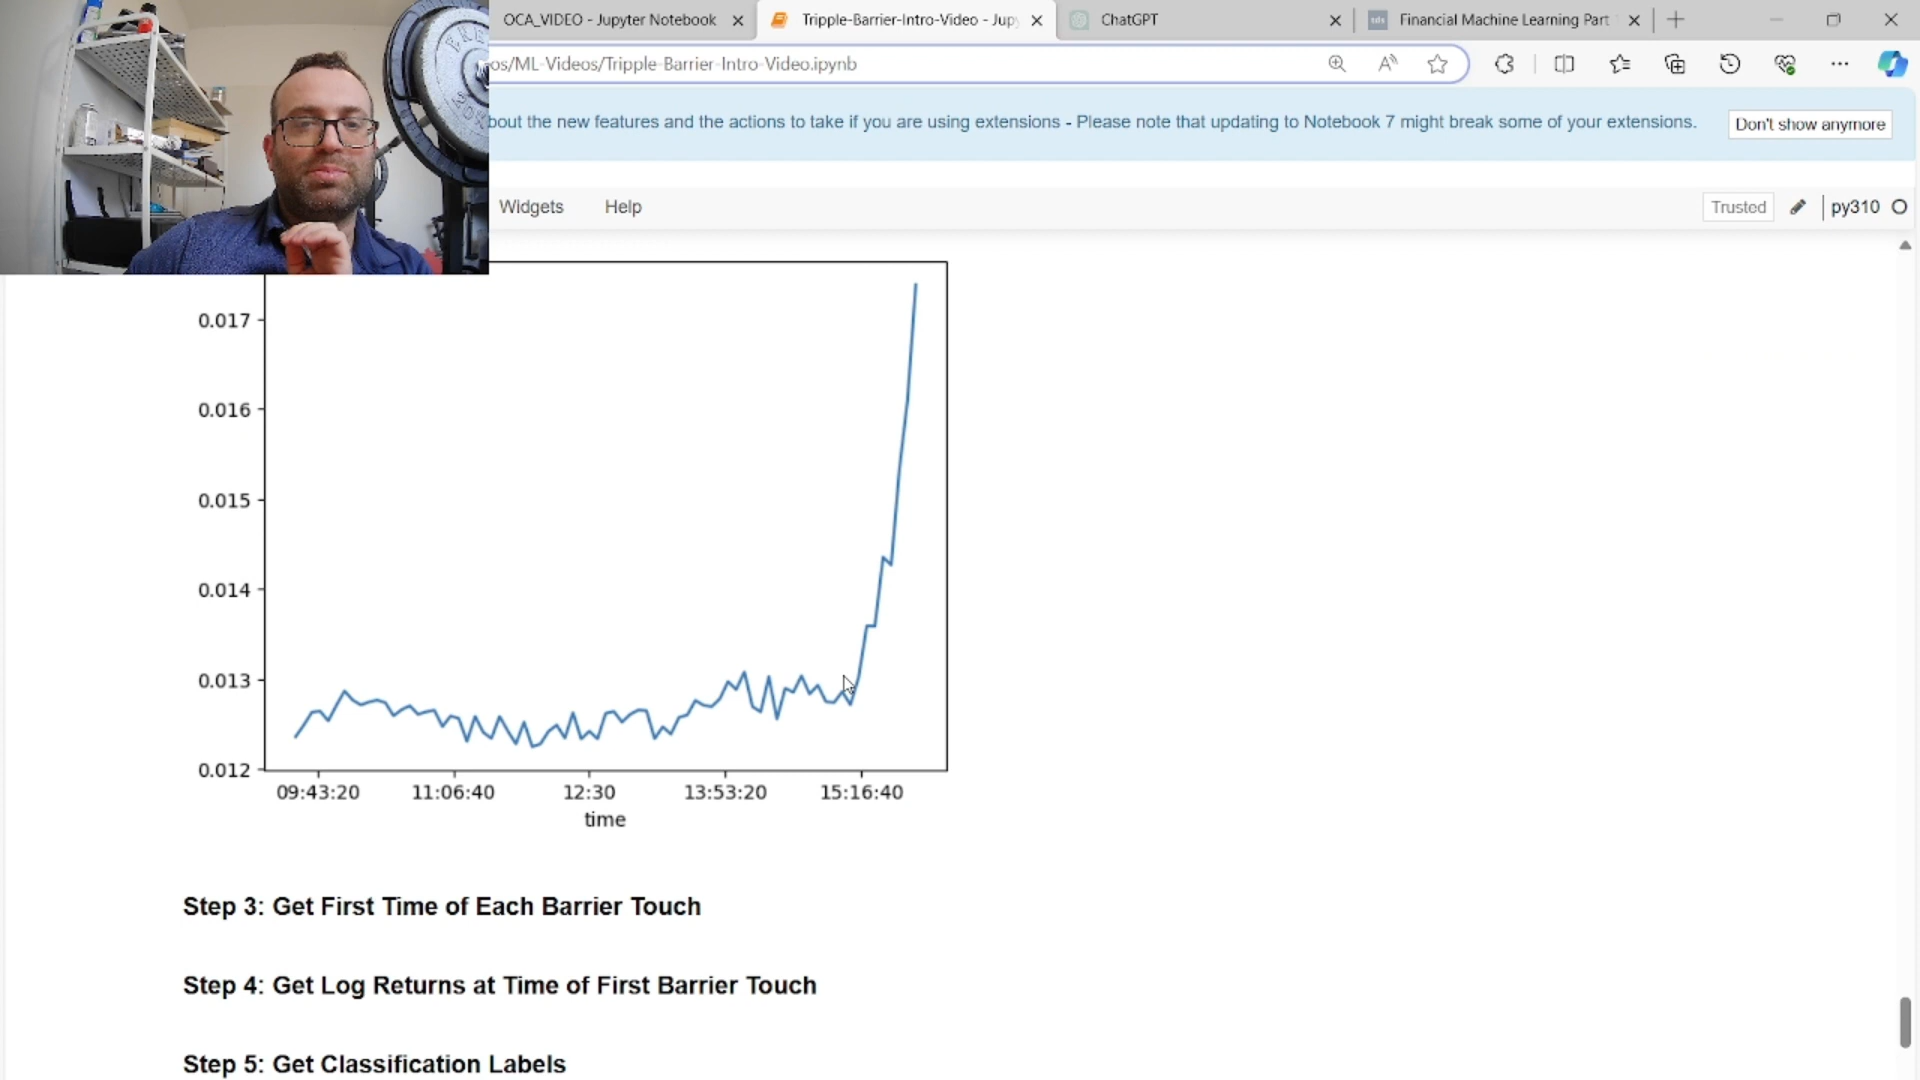 OCA_VIDEO - Jupyter Notebook
Tripple-Barrier-Intro-Video - Jup
ChatGPT
Financial Machine Learning Part
os/ML-Videos/Tripple-Barrier-Intro-Video.ipynb
bout the new features and the actions to take if you are using extensions - Please note that updating to Notebook 7 might break some of your extensions.
Don't show anymore
Widgets
Help
Trusted
py310
0.017
0.016
0.015
0.014
0.013
0.012
09:43:20
11:06:40
12:30
13:53:20
15:16:40
time
Step 3: Get First Time of Each Barrier Touch
Step 4: Get Log Returns at Time of First Barrier Touch
Step 5: Get Classification Labels